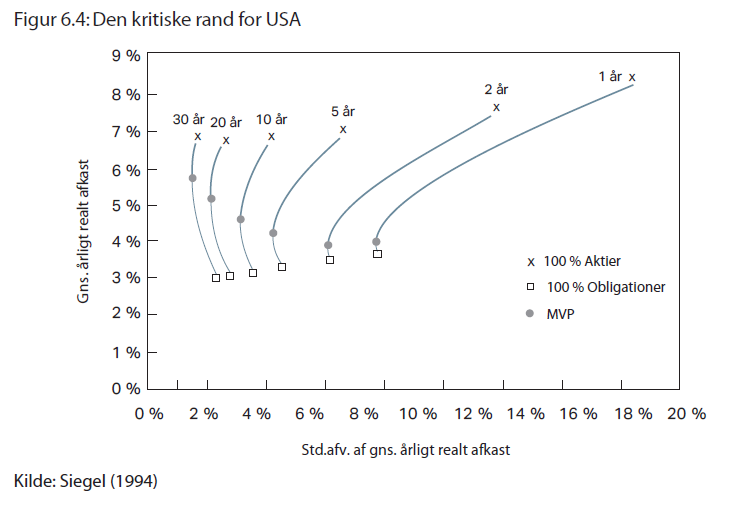 Figur 6.4: Den kritiske rand for USA
9 %
8 %
7 %
6 %
5 %
4 %
3 %
2 %
1 %
0 %
Gns. årligt realt afkast
30 år
x
20 år
x
10 år
x
5 år
x
2 år
x
1 år x
x 100 % Aktier
100 % Obligationer
MVP
0 % 2 % 4 % 6 % 8 % 10 % 12 % 14 % 16 % 18 % 20 %
Std.afv. af gns. årligt realt afkast
Kilde: Siegel (1994)